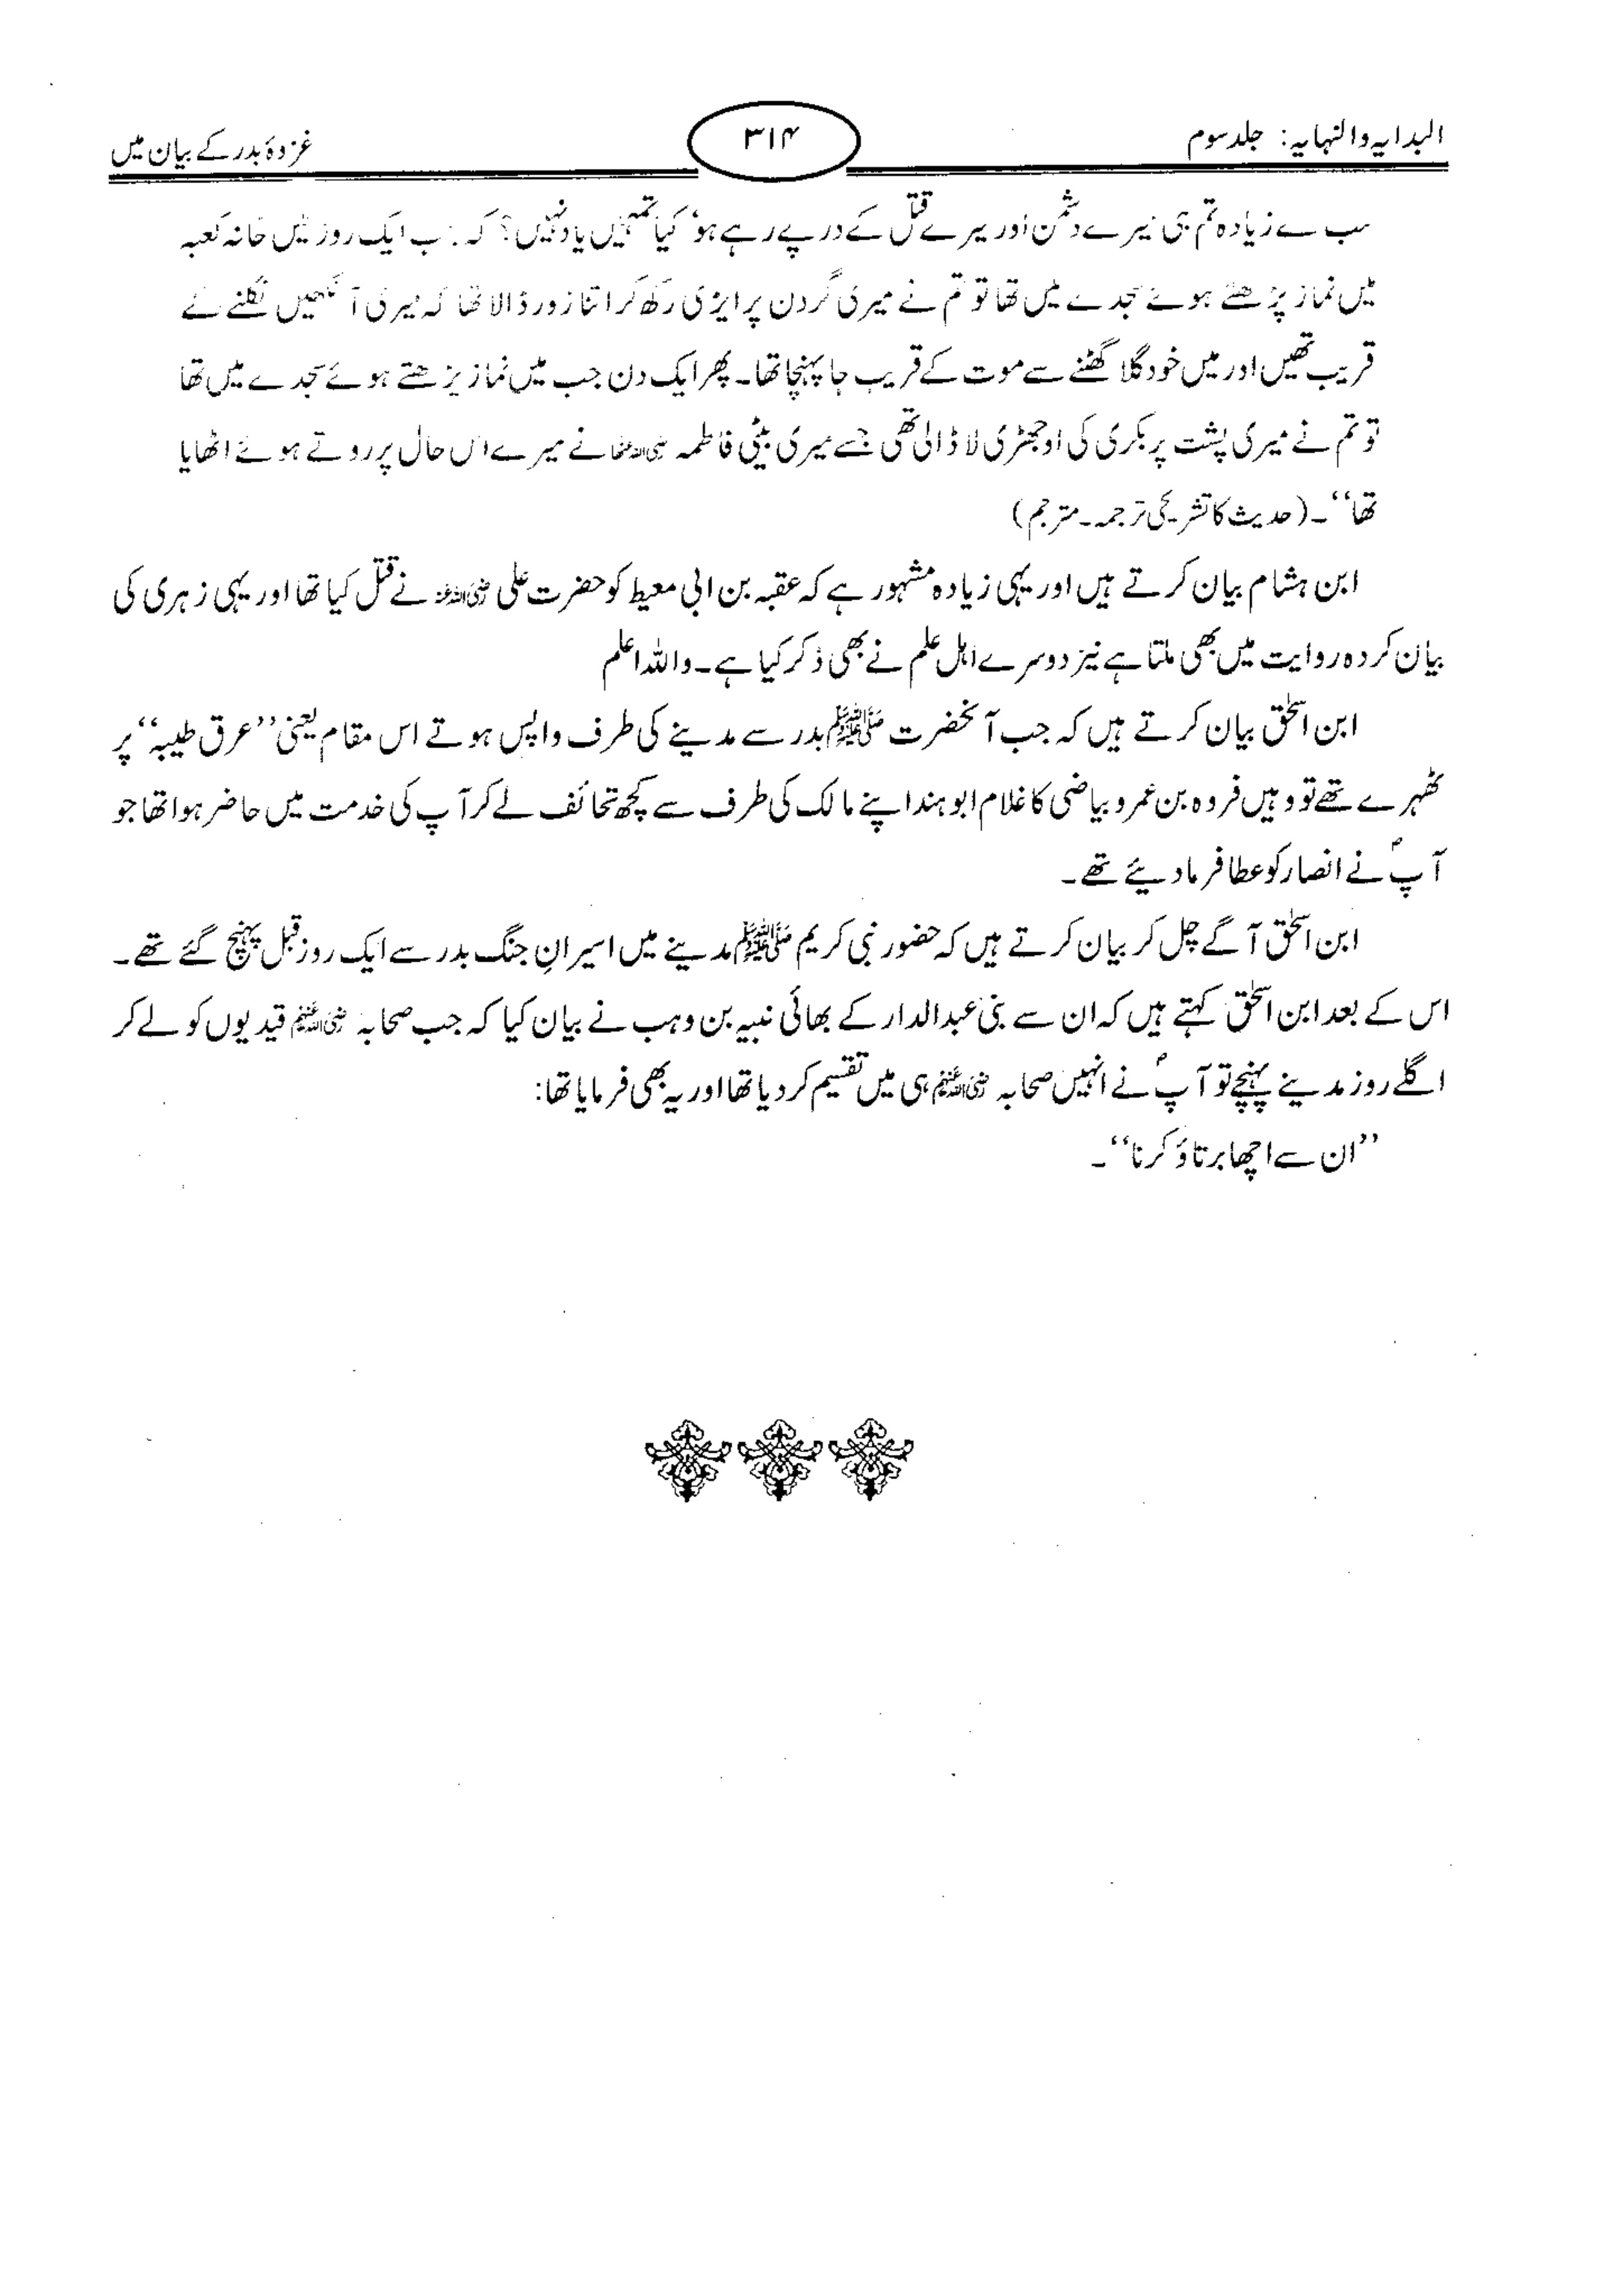 البدایہ والنہایہ: جلد سوم
۳۱۴
غزوۂ بدر کے بیان میں
سب سے زیادہ تم ہی میرے دشمن اور میرے قتل کے در پے رہے ہو، کیا تمہیں یاد نہیں؟ کہ جب ایک روز میں خانہ کعبہ
میں نماز پڑھتے ہوئے سجدے میں تھا تو تم نے میری گردن پر ایڑی رکھ کر اتنا زور ڈالا تھا کہ میری آنکھیں نکلنے کے
قریب تھیں اور میں خود گلا گھٹنے سے موت کے قریب جا پہنچا تھا۔ پھر ایک دن جب میں نماز پڑھتے ہوئے سجدے میں تھا
تو تم نے میری پشت پر بکری کی اوجھڑی لا ڈالی تھی جسے میری بیٹی فاطمہ رضی اللہ عنہا نے میرے اس حال پر روتے ہوئے اٹھایا
تھا‘‘۔ (حدیث کا تشریحی ترجمہ۔ مترجم)
ابن ہشام بیان کرتے ہیں اور یہی زیادہ مشہور ہے کہ عقبہ بن ابی معیط کو حضرت علی رضی اللہ عنہ نے قتل کیا تھا اور یہی زہری کی
بیان کردہ روایت میں بھی ملتا ہے نیز دوسرے اہل علم نے بھی ذکر کیا ہے۔ واللہ اعلم
ابن اسحٰق بیان کرتے ہیں کہ جب آنحضرت ﷺ بدر سے مدینے کی طرف واپس ہوتے اس مقام یعنی ’’عرق طیبہ‘‘ پر
ٹھہرے تھے تو وہیں فروہ بن عمرو بیاضی کا غلام ابو ہند اپنے مالک کی طرف سے کچھ تحائف لے کر آپ کی خدمت میں حاضر ہوا تھا جو
آپؐ نے انصار کو عطا فرما دیئے تھے۔
ابن اسحٰق آگے چل کر بیان کرتے ہیں کہ حضور نبی کریم ﷺ مدینے میں اسیرانِ جنگ بدر سے ایک روز قبل پہنچ گئے تھے۔
اس کے بعد ابن اسحٰق کہتے ہیں کہ ان سے بنی عبدالدار کے بھائی نبیہ بن وہب نے بیان کیا کہ جب صحابہ رضی اللہ عنہم قیدیوں کو لے کر
اگلے روز مدینے پہنچے تو آپؐ نے انہیں صحابہ رضی اللہ عنہم ہی میں تقسیم کر دیا تھا اور یہ بھی فرمایا تھا:
’’ان سے اچھا برتاؤ کرنا‘‘۔